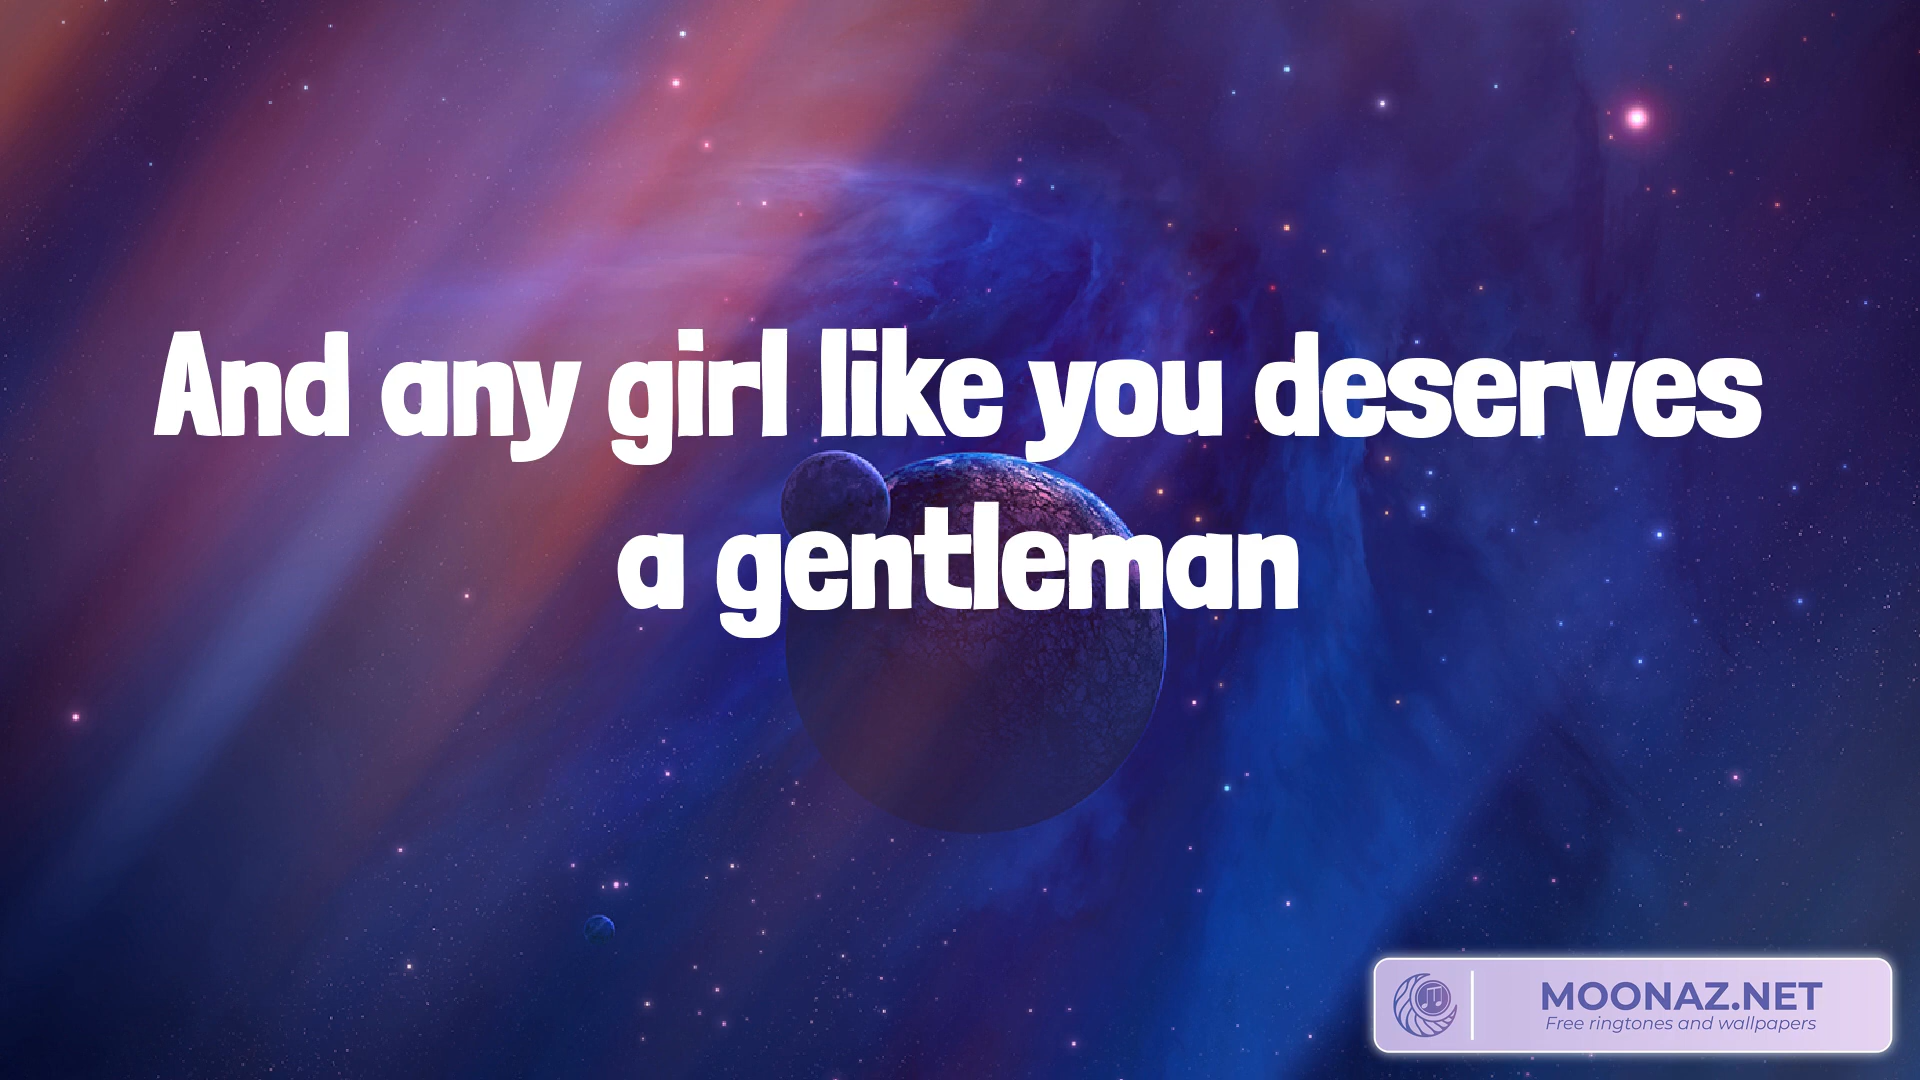 And any girl like you deserves
a gentleman
MOONAZ.NET
Free ringtones and wallpapers